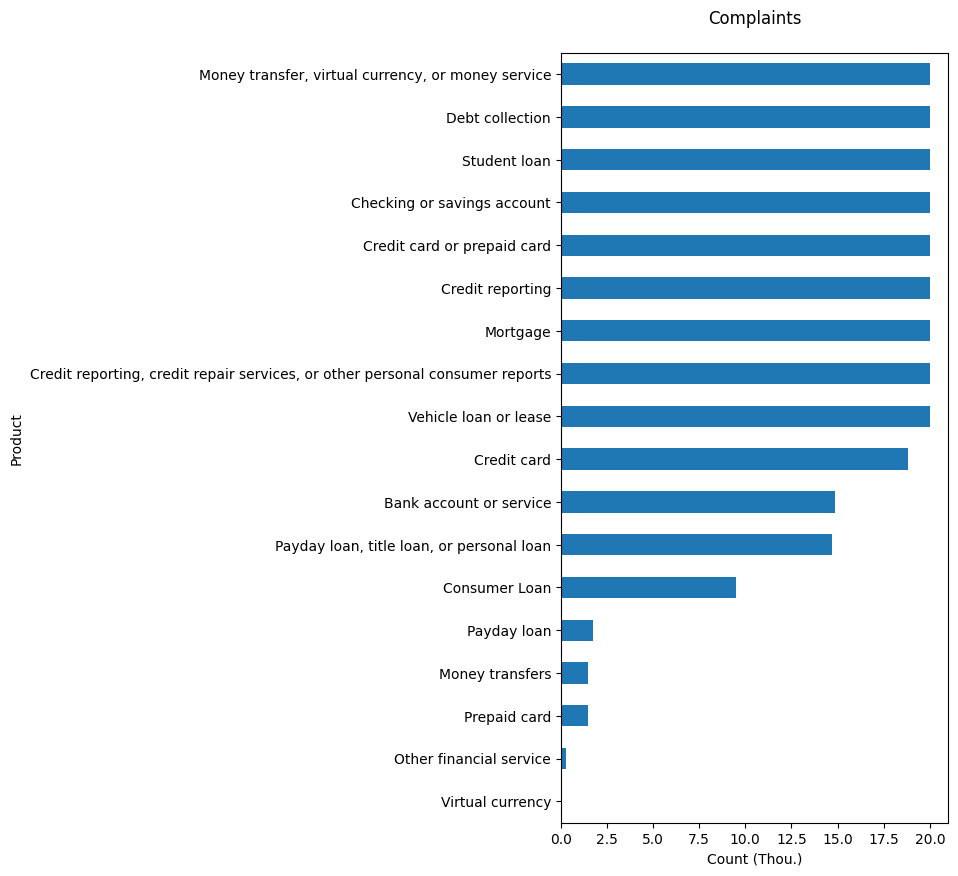 Complaints
Money transfer, virtual currency, or money service
Debt collection
Student loan
Checking or savings account
Credit card or prepaid card
Credit reporting
Mortgage
Credit reporting, credit repair services, or other personal consumer reports
Vehicle loan or lease
Credit card
Bank account or service
Payday loan, title loan, or personal loan
Consumer Loan
Payday loan
Money transfers
Prepaid card
Other financial service
Virtual currency
Product
0.0 2.5 5.0 7.5 10.0 12.5 15.0 17.5 20.0
Count (Thou.)